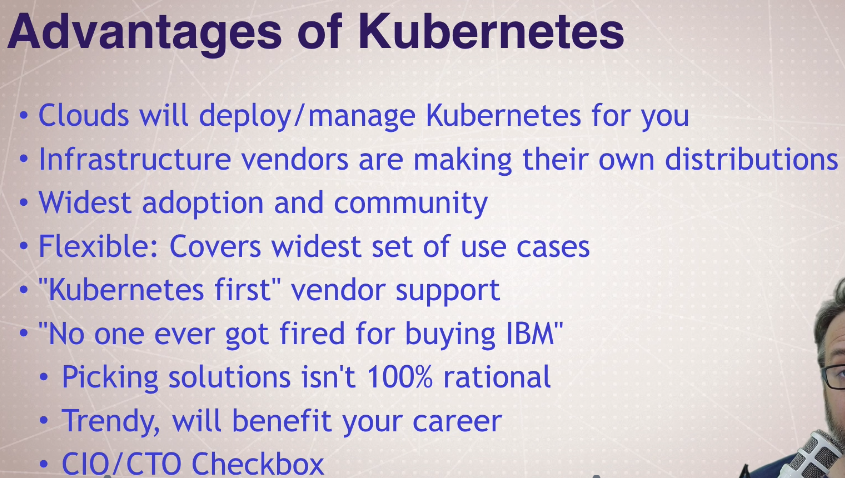 Advantages of Kubernetes
• Clouds will deploy/manage Kubernetes for you
• Infrastructure vendors are making their own distributions
• Widest adoption and community
• Flexible: Covers widest set of use cases
• "Kubernetes first" vendor support
• "No one ever got fired for buying IBM"
• Picking solutions isn't 100% rational
• Trendy, will benefit your career
• CIO/CTO Checkbox